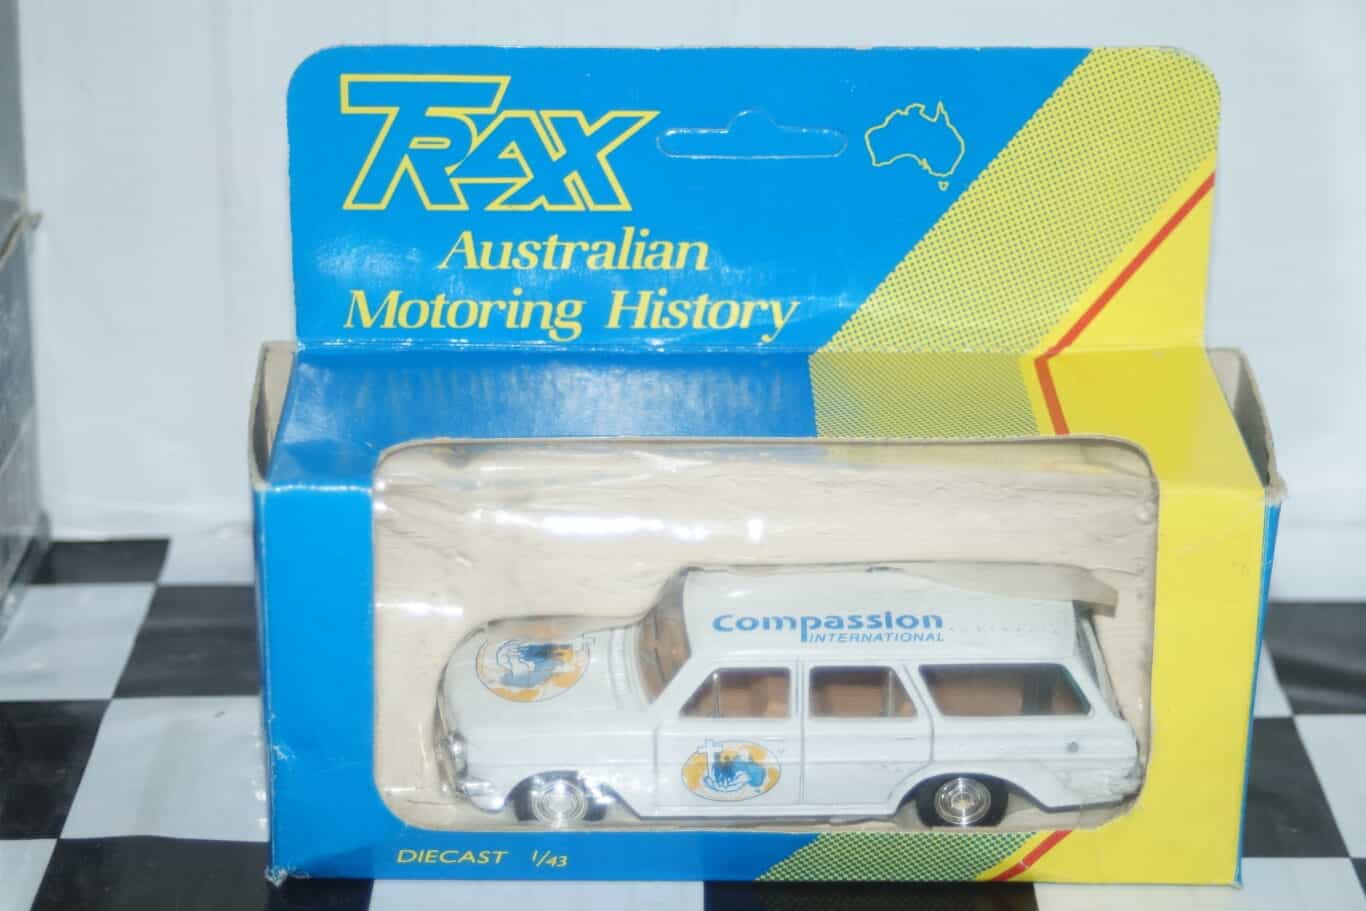 TRAX
Australian
Motoring History
Compassion
INTERNATIONAL
DIECAST 1/43